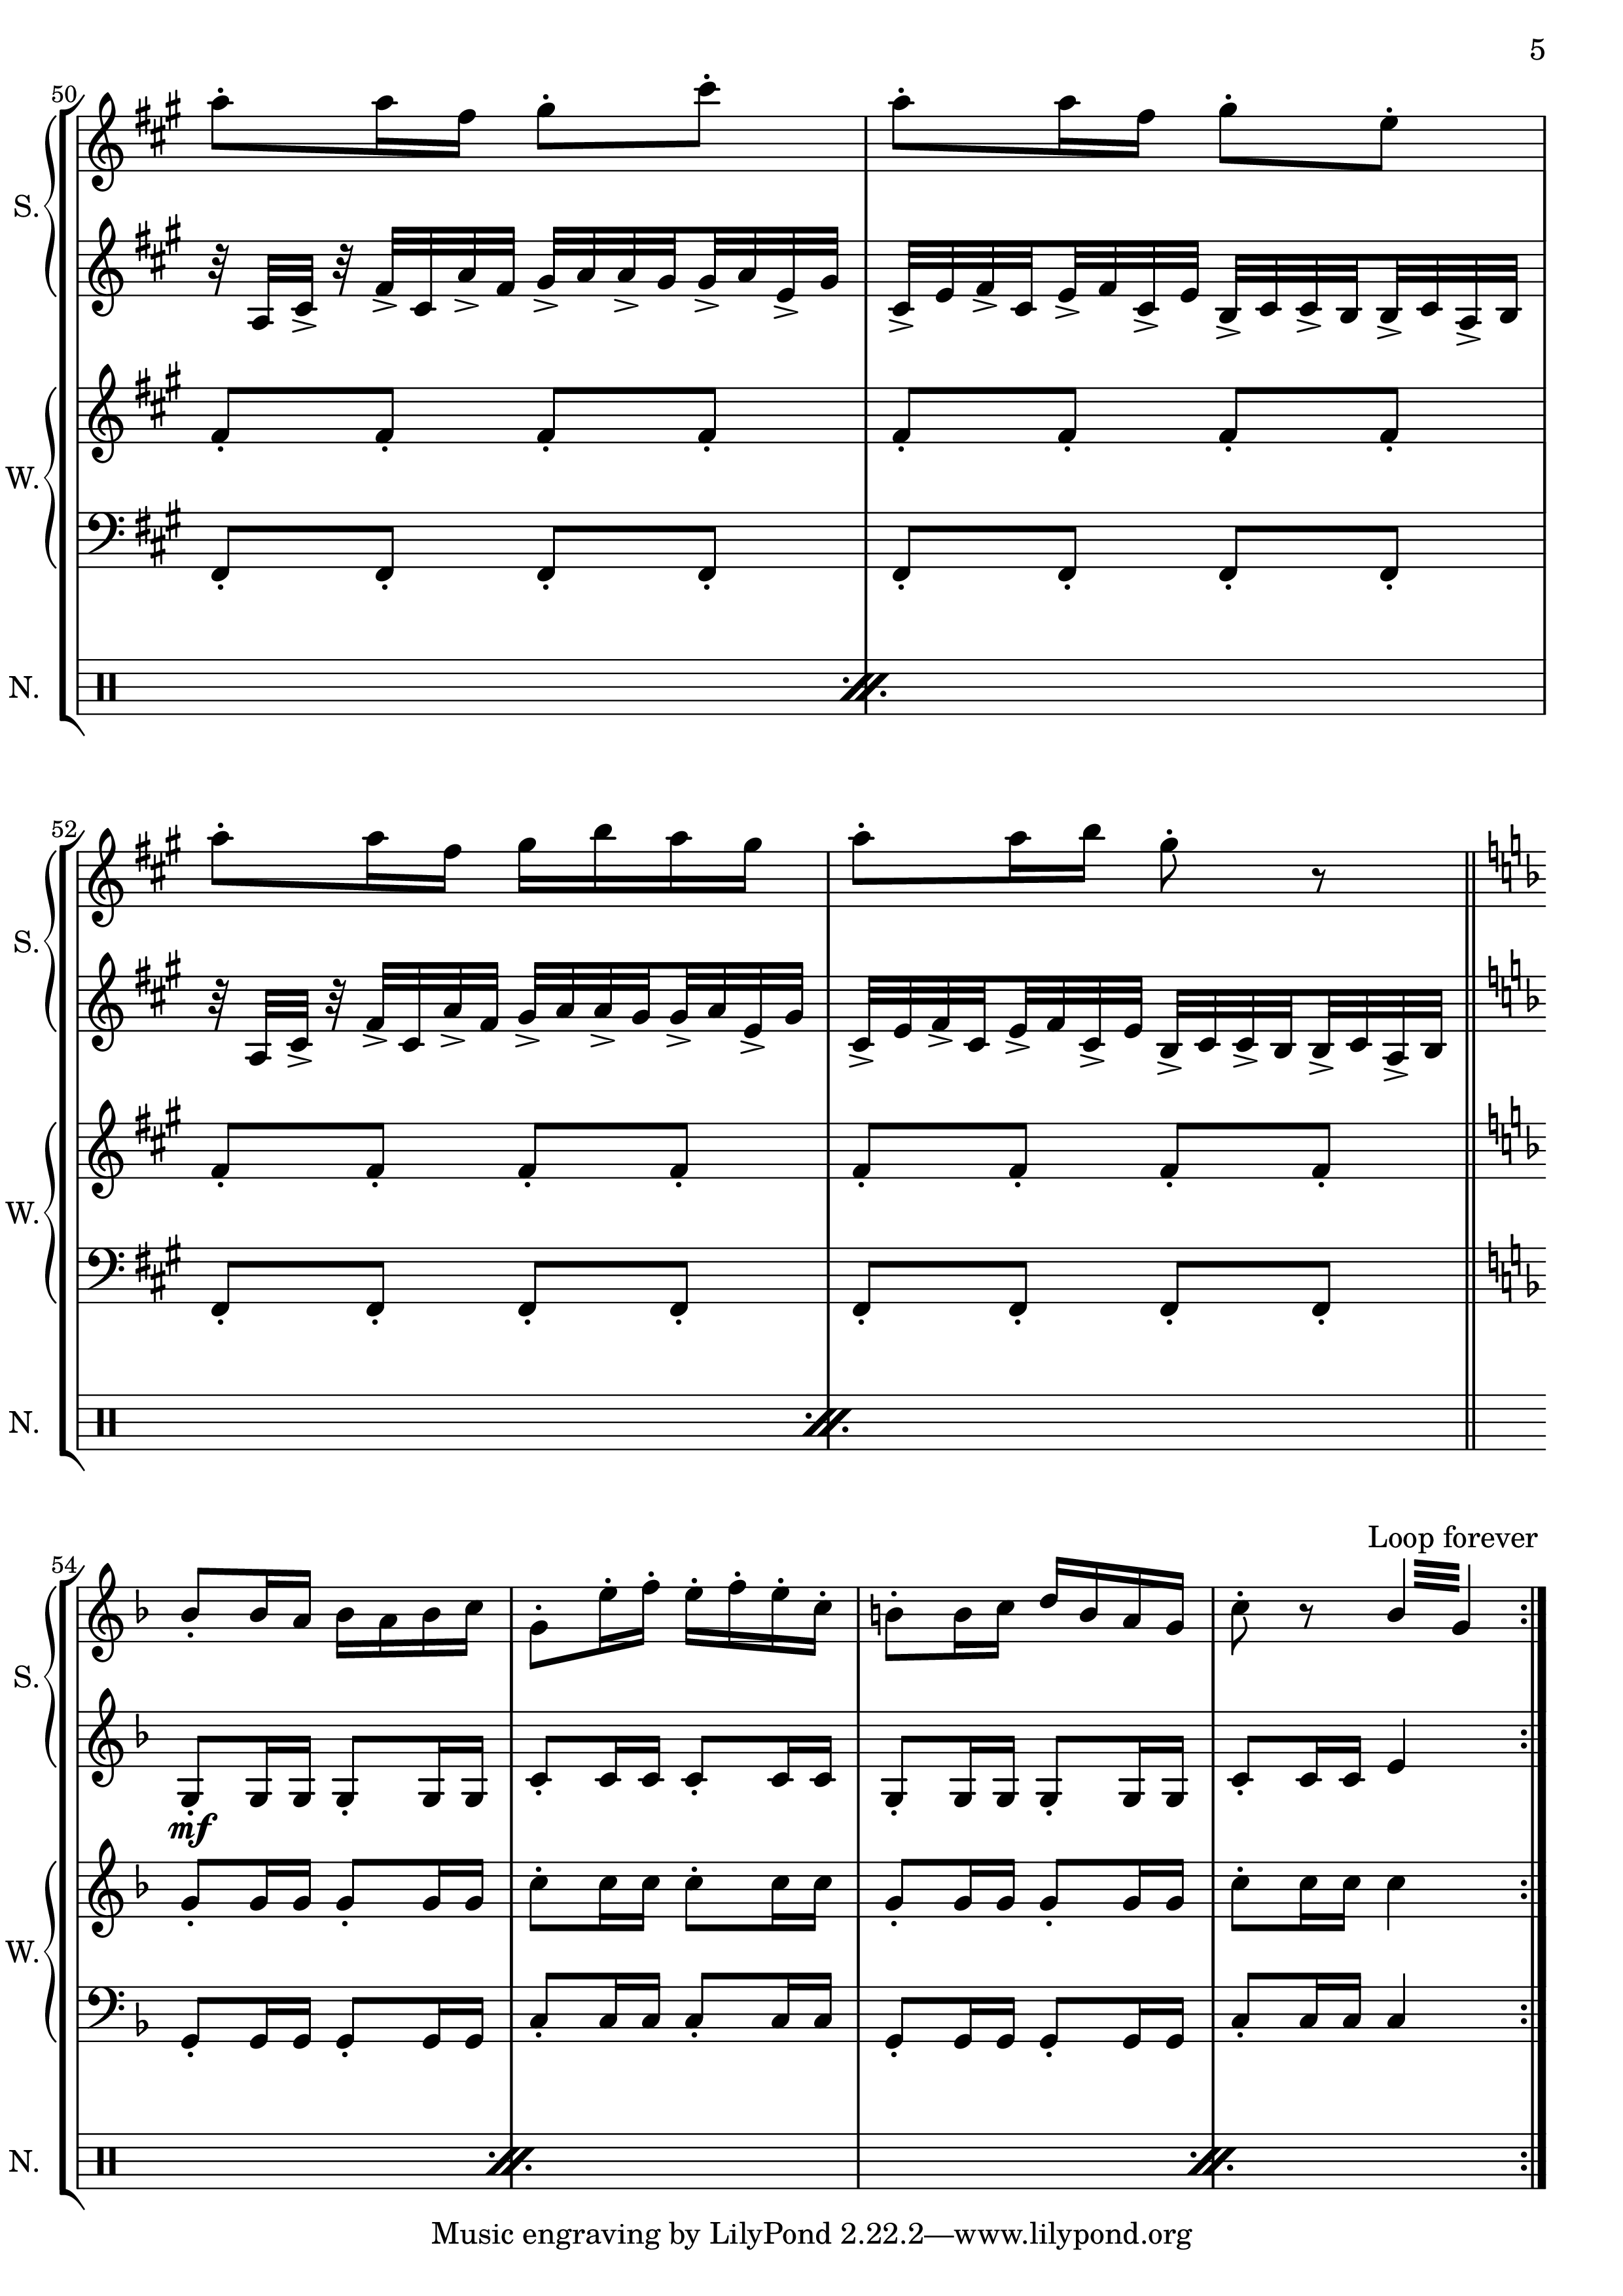 5
50
S.
W.
N.
52
S.
W.
N.
Loop forever
54
S.
mf
W.
N.
Music engraving by LilyPond 2.22.2—www.lilypond.org